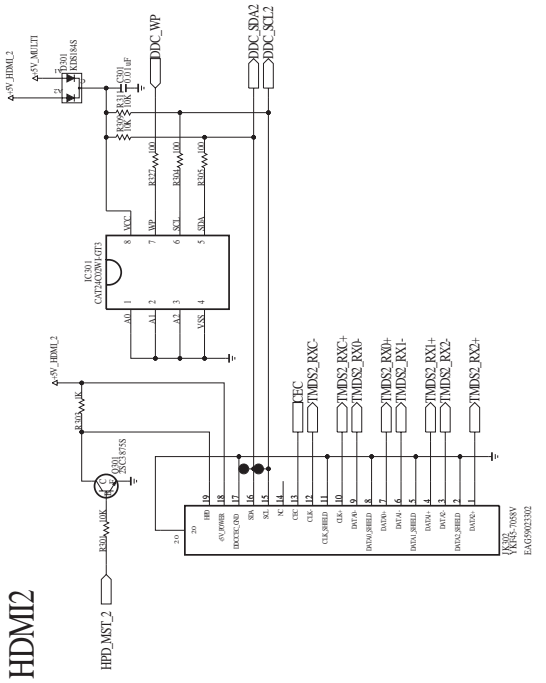 HDMI2
HPD_MST_2
R301
10K
Q301
2SC3875S
C
B
E
R303
1K
+5V_HDMI_2
+5V_HDMI_2
+5V_MULTI
D301
KDS184S
C301
0.01uF
R309
10K
10K
IC301
CAT24C02WI-GT3
A0
1
A1
2
A2
3
VSS
4
8
VCC
7
WP
6
SCL
5
SDA
R327
100
R304
100
R305
100
DDC_WP
DDC_SDA2
DDC_SCL2
20
20
19
HPD
18
+5V_POWER
17
DDC/CEC_GND
16
SDA
15
SCL
14
NC
13
CEC
12
CLK-
11
CLK_SHIELD
10
CLK+
9
DATA0-
8
DATA0_SHIELD
7
DATA0+
6
DATA1-
5
DATA1_SHIELD
4
DATA1+
3
DATA2-
2
DATA2_SHIELD
1
DATA2+
CEC
TMDS2_RXC-
TMDS2_RXC+
TMDS2_RX0-
TMDS2_RX0+
TMDS2_RX1-
TMDS2_RX1+
TMDS2_RX2-
TMDS2_RX2+
JK302
YKF45-7058V
EAG59023302